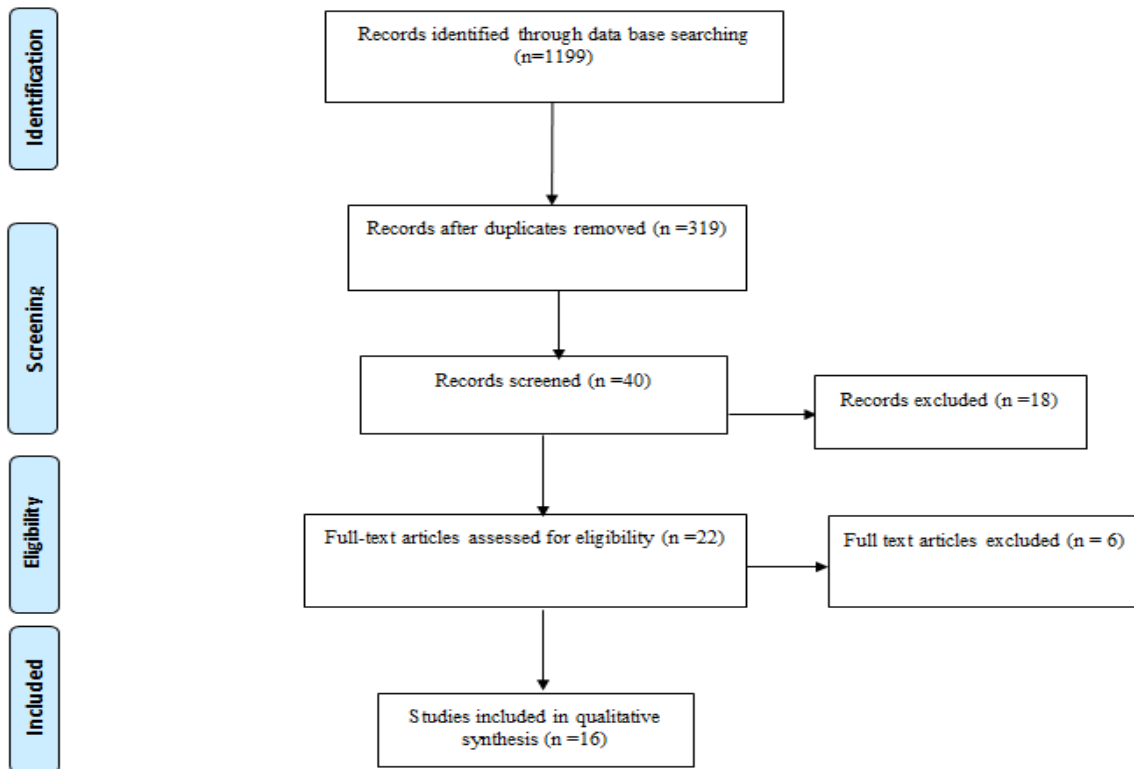 Identification
Records identified through data base searching
(n=1199)
Records after duplicates removed (n =319)
Screening
Records screened (n =40)
Records excluded (n =18)
Eligibility
Full-text articles assessed for eligibility (n =22)
Full text articles excluded (n = 6)
Included
Studies included in qualitative
synthesis (n =16)